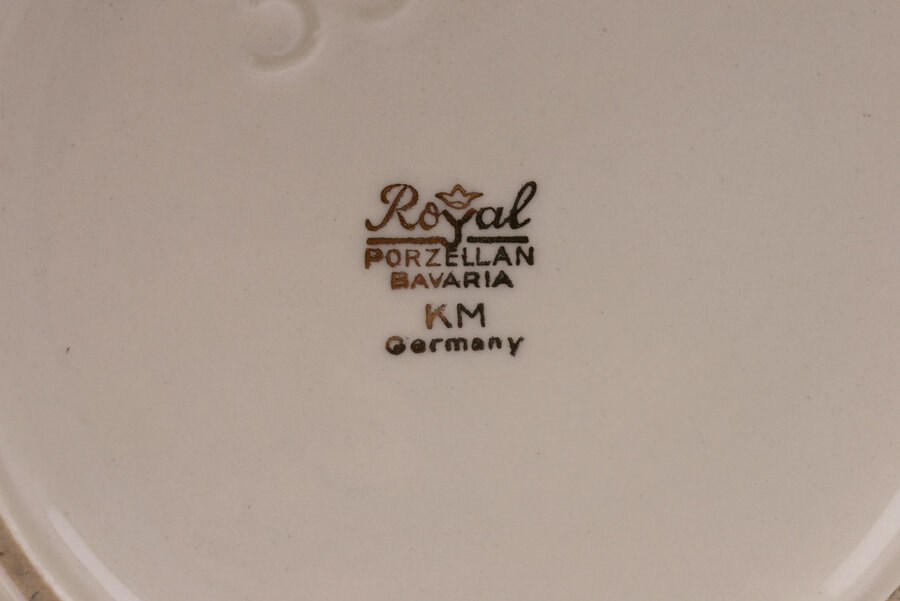 Royal
PORZELLAN
BAVARIA
KM
Germany